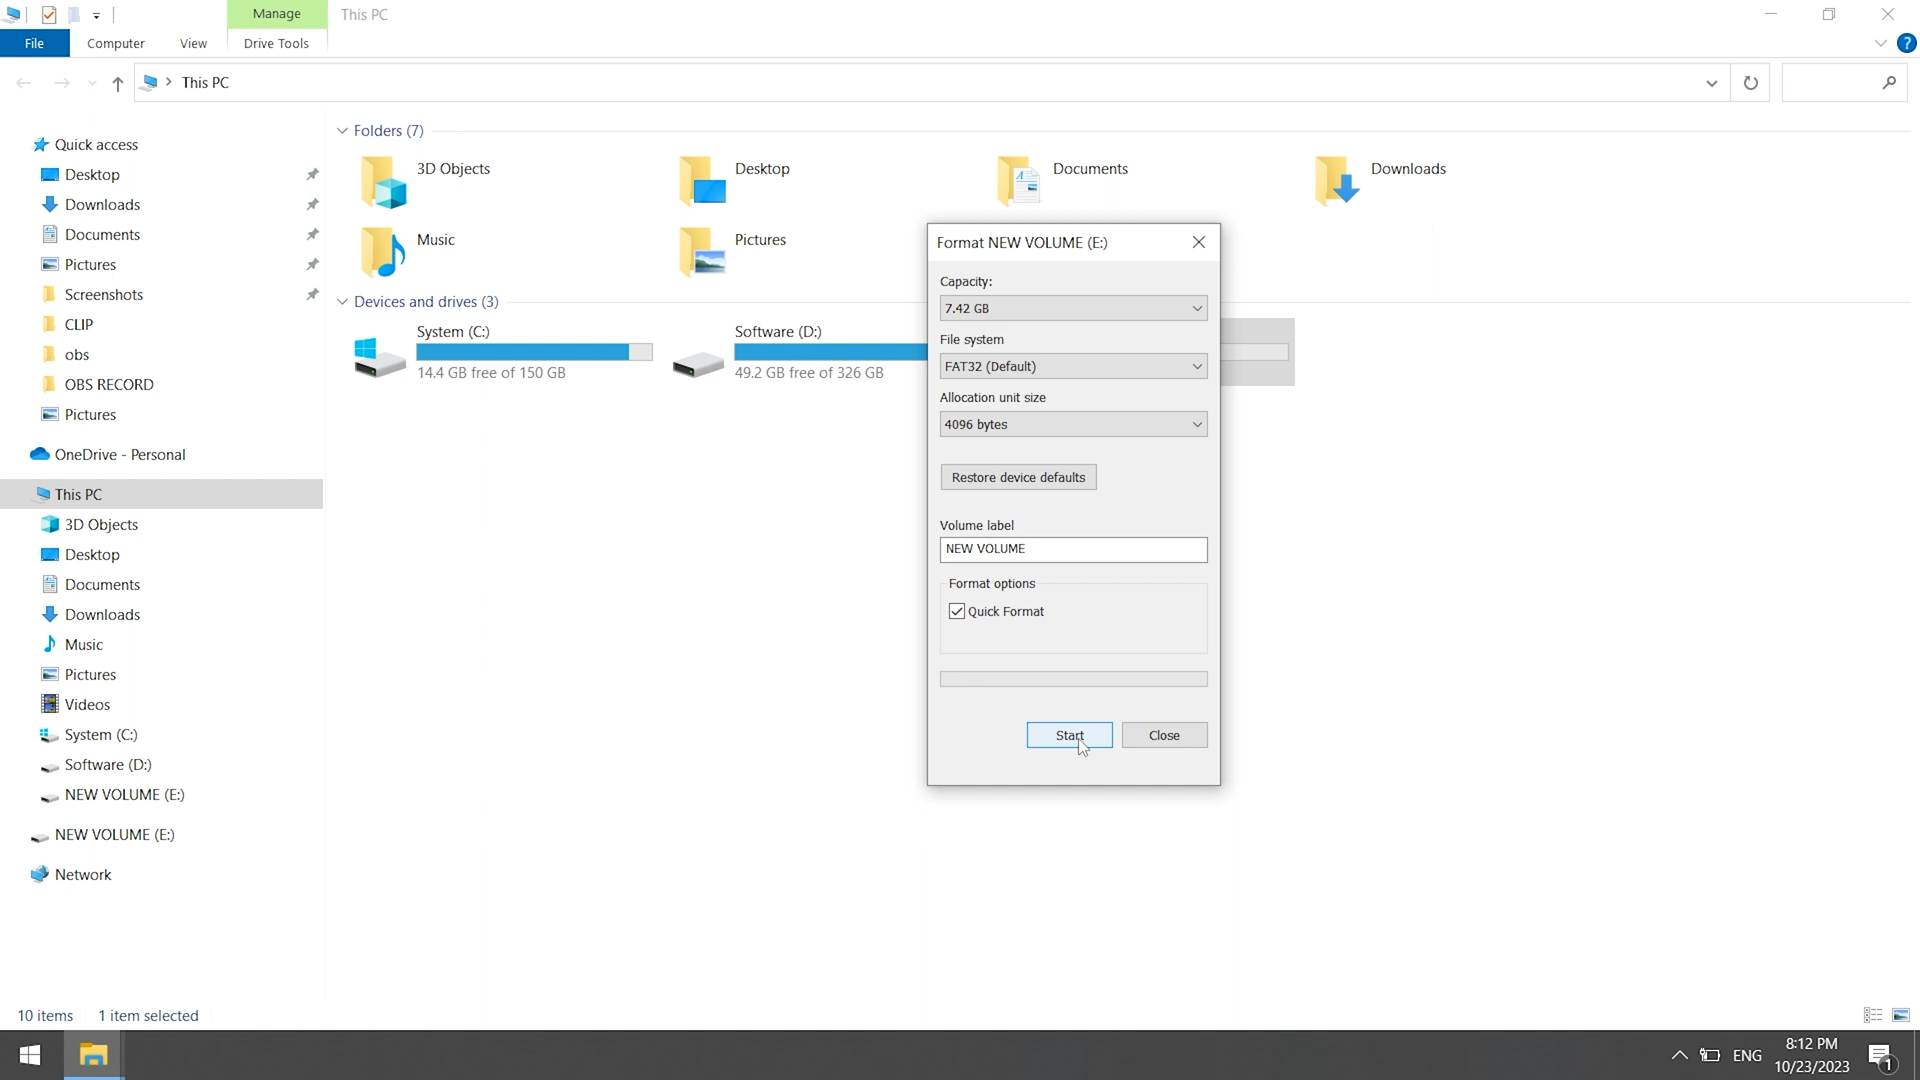 Manage
This PC
File
Computer
View
Drive Tools
This PC
Quick access
Desktop
Downloads
Documents
Pictures
Screenshots
CLIP
obs
OBS RECORD
Pictures
OneDrive - Personal
This PC
3D Objects
Desktop
Documents
Downloads
Music
Pictures
Videos
System (C:)
Software (D:)
NEW VOLUME (E:)
NEW VOLUME (E:)
Network
Folders (7)
3D Objects
Desktop
Documents
Downloads
Music
Pictures
Devices and drives (3)
System (C:)
14.4 GB free of 150 GB
Software (D:)
49.2 GB free of 326 GB
Format NEW VOLUME (E:)
Capacity:
7.42 GB
File system
FAT32 (Default)
Allocation unit size
4096 bytes
Restore device defaults
Volume label
NEW VOLUME
Format options
Quick Format
Start
Close
10 items
1 item selected
ENG
8:12 PM
10/23/2023
1